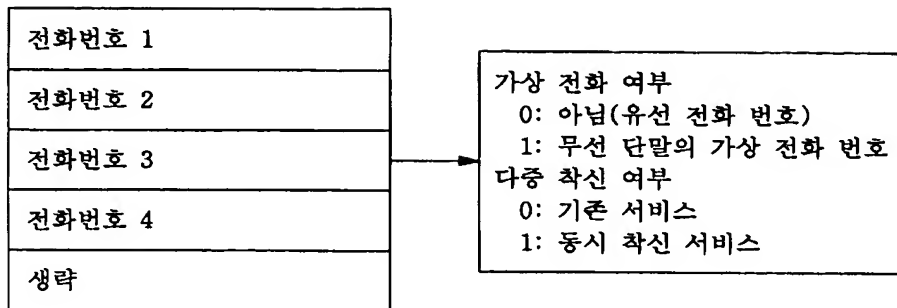 전화번호 1
전화번호 2
전화번호 3
전화번호 4
생략
가상 전화 여부
0: 아님(유선 전화 번호)
1: 무선 단말의 가상 전화 번호
다중 착신 여부
0: 기존 서비스
1: 동시 착신 서비스